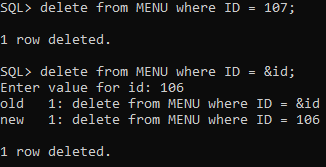 SQL> delete from MENU where ID = 107;
1 row deleted.
SQL> delete from MENU where ID = &id;
Enter value for id: 106
old   1: delete from MENU where ID = &id
new   1: delete from MENU where ID = 106
1 row deleted.